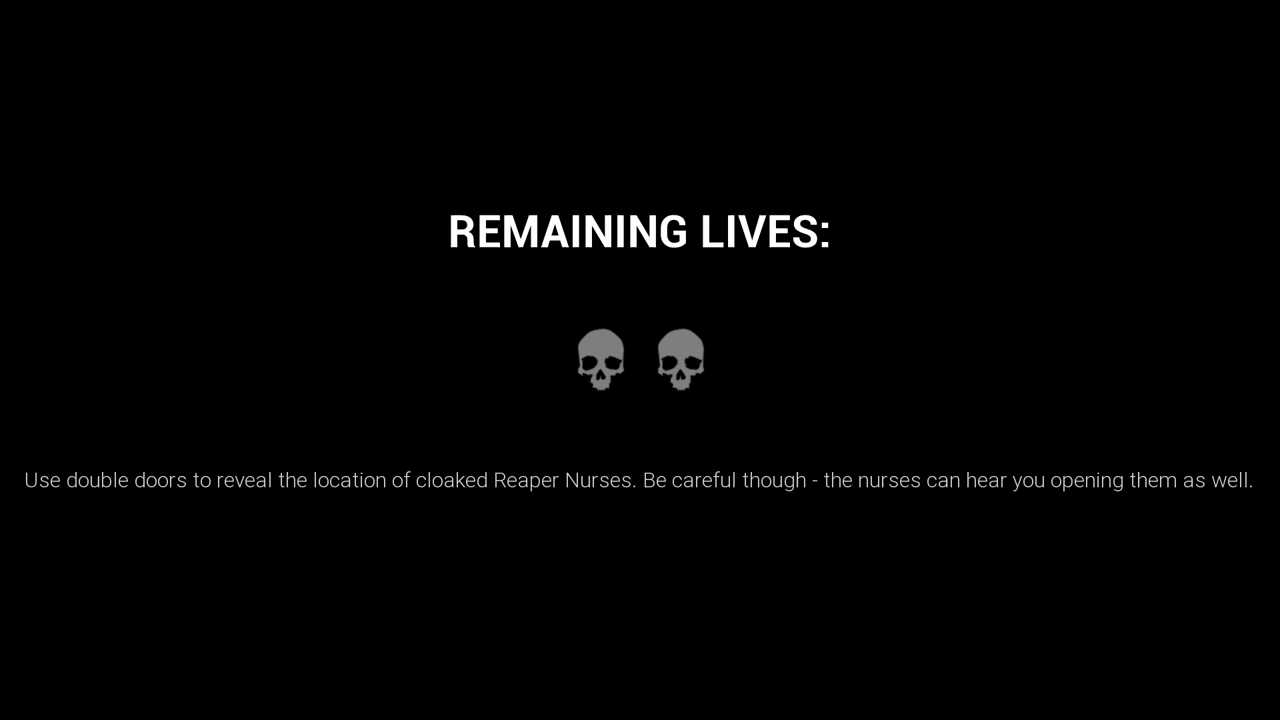 REMAINING LIVES:
Use double doors to reveal the location of cloaked Reaper Nurses. Be careful though - the nurses can hear you opening them as well.